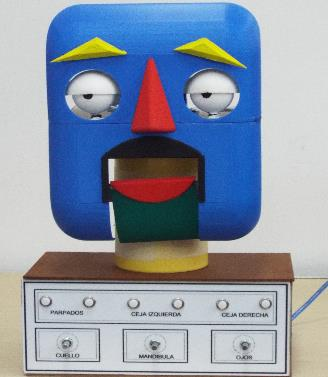 PARPADOS CEJA IZQUIERDA CEJA DERECHA
CUELLO MANDIBULA OJOS